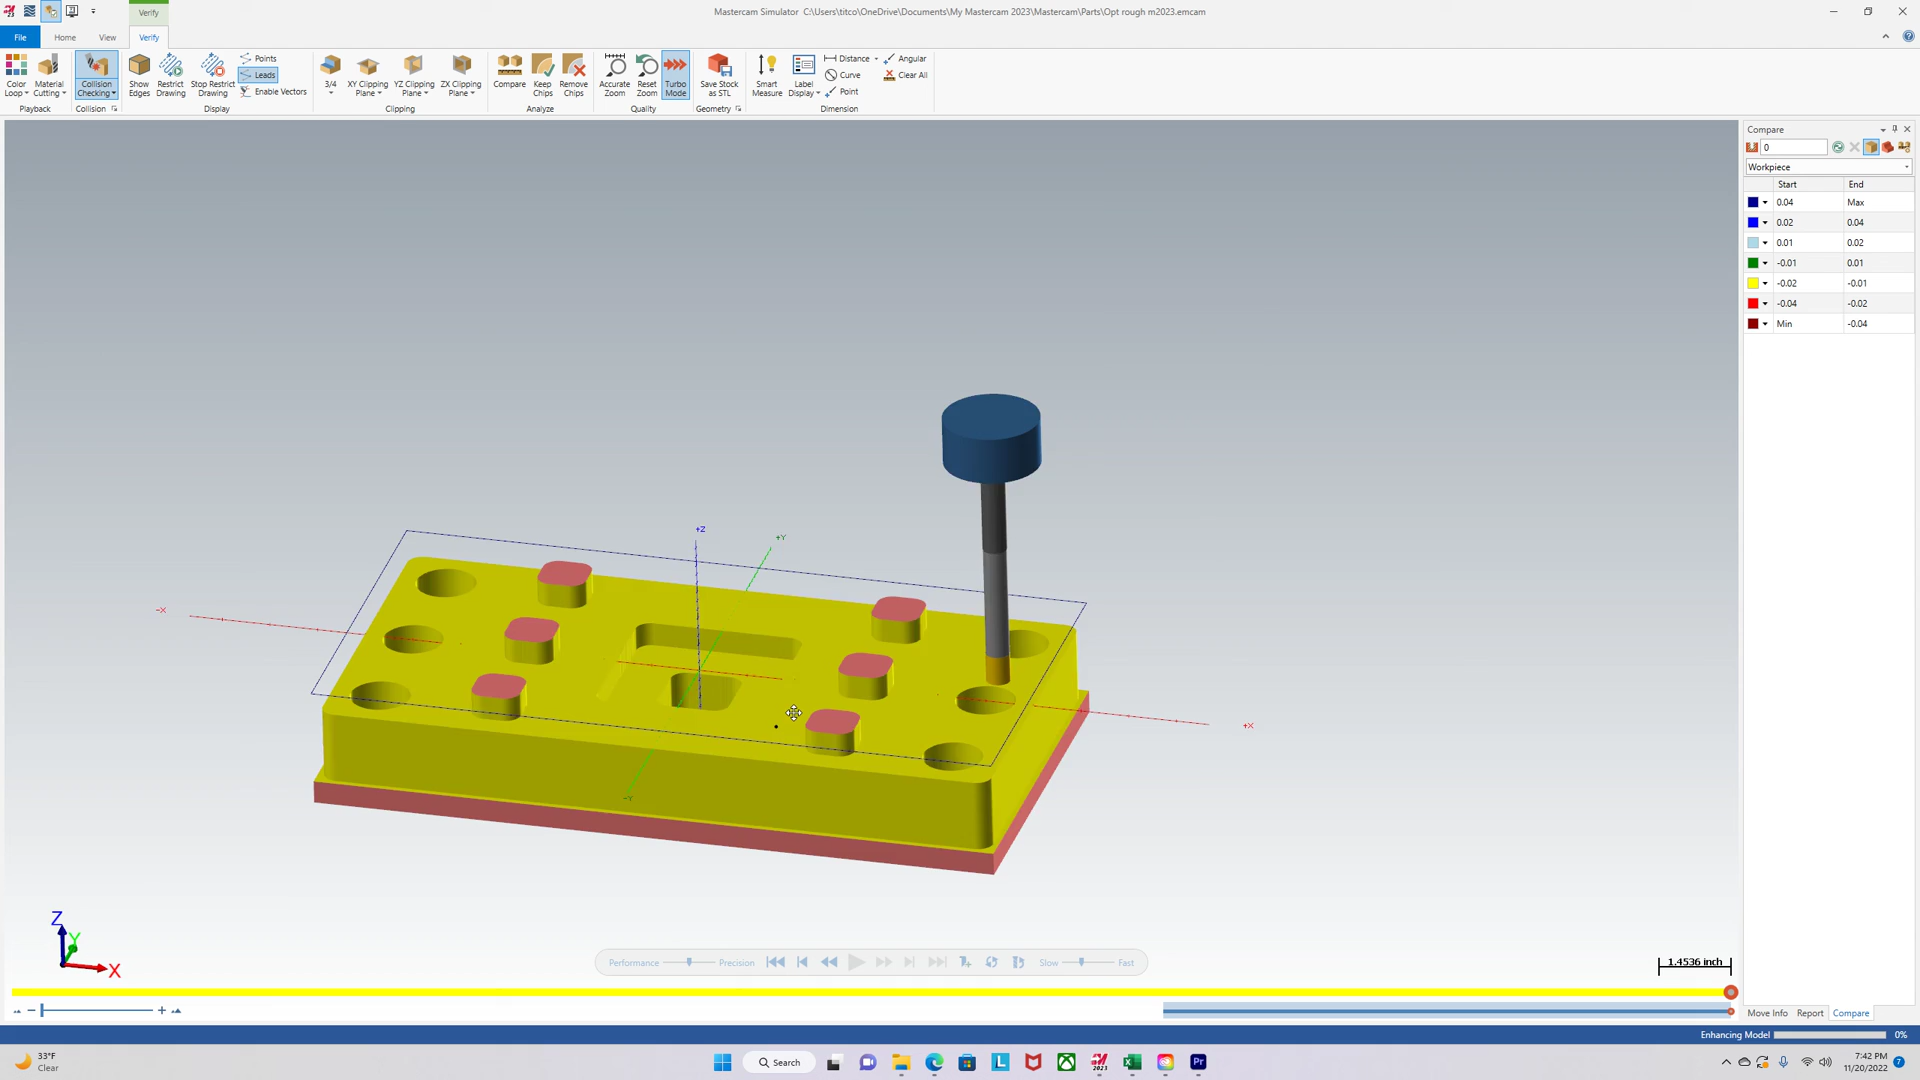 Verify
Mastercam Simulator C:\Users\titco\OneDrive\Documents\My Mastercam 2023\Mastercam\Parts\Opt rough m2023.emcam
File
Home
View
Verify
Color Loop
Material Cutting
Playback
Collision Checking
Collision
Show Edges
Restrict Drawing
Stop Restrict Drawing
Points
Leads
Enable Vectors
Display
3/4
XY Clipping Plane
YZ Clipping Plane
ZX Clipping Plane
Clipping
Compare
Keep Chips
Remove Chips
Analyze
Accurate Zoom
Reset Zoom
Turbo Mode
Quality
Save Stock as STL
Geometry
Smart Measure
Label Display
Distance
Curve
Point
Angular
Clear All
Dimension
Compare
0
Workpiece
Start End
0.04 Max
0.02 0.04
0.01 0.02
-0.01 0.01
-0.02 -0.01
-0.04 -0.02
Min -0.04
+Z
+Y
-X
+X
-Y
Z
Y
X
Performance Precision
Slow Fast
1.4536 inch
Move Info Report Compare
Enhancing Model 0%
33°F
Clear
Search
L
2023
Pr
7:42 PM
11/20/2022
7